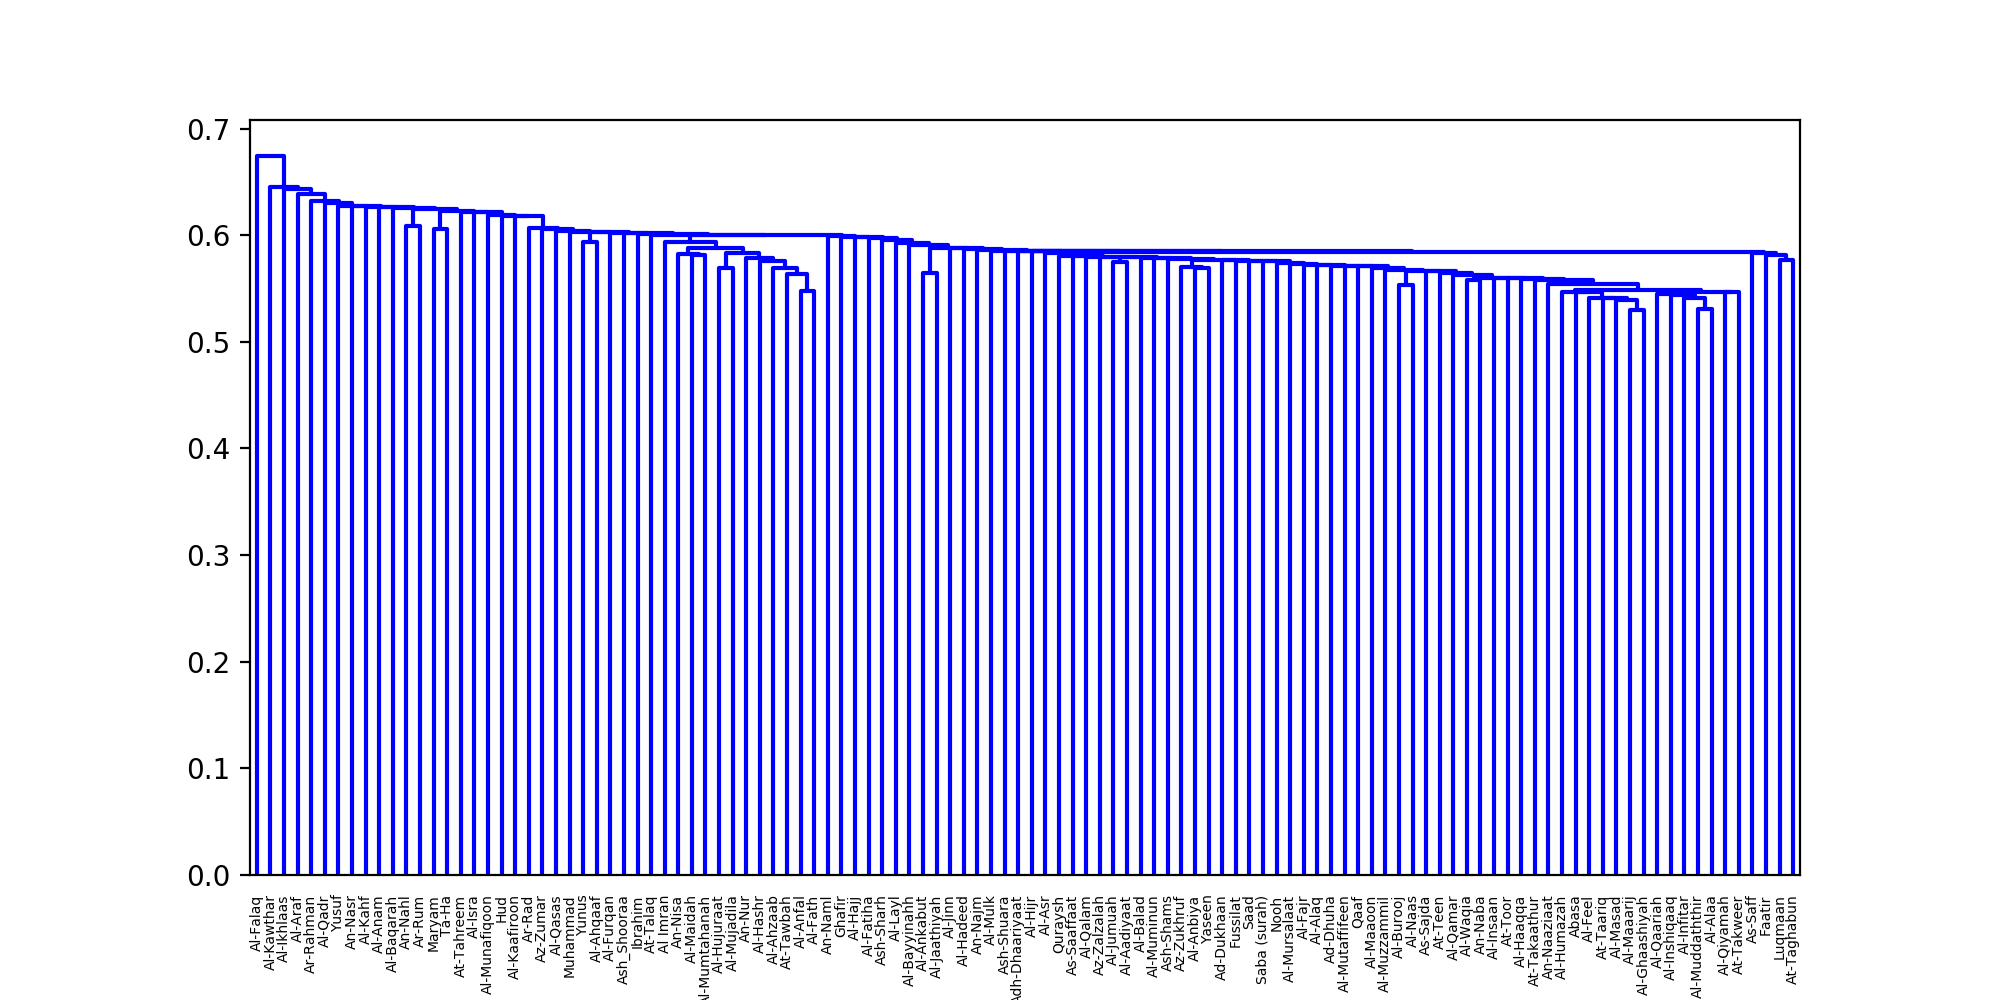 0.7
0.6
0.5
0.4
0.3
0.2
0.1
0.0
Al-Falaq
Al-Kawthar
Al-Ikhlaas
Al-Araf
Ar-Rahman
Al-Qadr
Yusuf
An-Nasr
Al-Kahf
Al-Anam
Al-Baqarah
An-Nahl
Ar-Rum
Maryam
Ta-Ha
At-Tahreem
Al-Isra
Al-Munafiqoon
Hud
Al-Kaafiroon
Ar-Rad
Az-Zumar
Al-Qasas
Muhammad
Yunus
Al-Ahqaaf
Al-Furqan
Ash_Shooraa
Ibrahim
At-Talaq
Al Imran
An-Nisa
Al-Maidah
Al-Mumtahanah
Al-Hujuraat
Al-Mujadila
An-Nur
Al-Hashr
Al-Ahzaab
At-Tawbah
Al-Anfal
Al-Fath
An-Naml
Ghafir
Al-Hajj
Al-Fatiha
Ash-Sharh
Al-Layl
Al-Bayyinahh
Al-Ankabut
Al-Jaathiyah
Al-Jinn
Al-Hadeed
An-Najm
Al-Mulk
Ash-Shuara
Adh-Dhaariyaat
Al-Hijr
Al-Asr
Quraysh
As-Saaffaat
Al-Qalam
Az-Zalzalah
Al-Jumuah
Al-Aadiyaat
Al-Balad
Al-Muminun
Ash-Shams
Az-Zukhruf
Al-Anbiya
Yaseen
Ad-Dukhaan
Fussilat
Saad
Saba (surah)
Nooh
Al-Mursalaat
Al-Fajr
Al-Alaq
Ad-Dhuha
Al-Mutaffifeen
Qaaf
Al-Maaoon
Al-Muzzammil
Al-Burooj
Al-Naas
As-Sajda
At-Teen
Al-Qamar
Al-Waqia
An-Naba
Al-Insaan
At-Toor
Al-Haaqqa
At-Takaathur
An-Naaziaat
Al-Humazah
Abasa
Al-Feel
At-Taariq
Al-Masad
Al-Maaarij
Al-Ghaashiyah
Al-Qaariah
Al-Inshiqaaq
Al-Infitar
Al-Muddaththir
Al-Alaa
Al-Qiyamah
At-Takweer
As-Saff
Faatir
Luqmaan
At-Taghabun